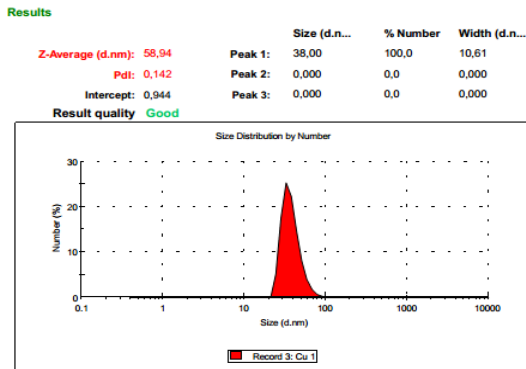 Results
Size (d.n... % Number Width (d.n...
Z-Average (d.nm): 58,94 Peak 1: 38,00 100,0 10,61
PdI: 0,142 Peak 2: 0,000 0,0 0,000
Intercept: 0,944 Peak 3: 0,000 0,0 0,000
Result quality Good
Size Distribution by Number
Number (%)
30
20
10
0
0.1 1 10 100 1000 10000
Size (d.nm)
Record 3: Cu 1